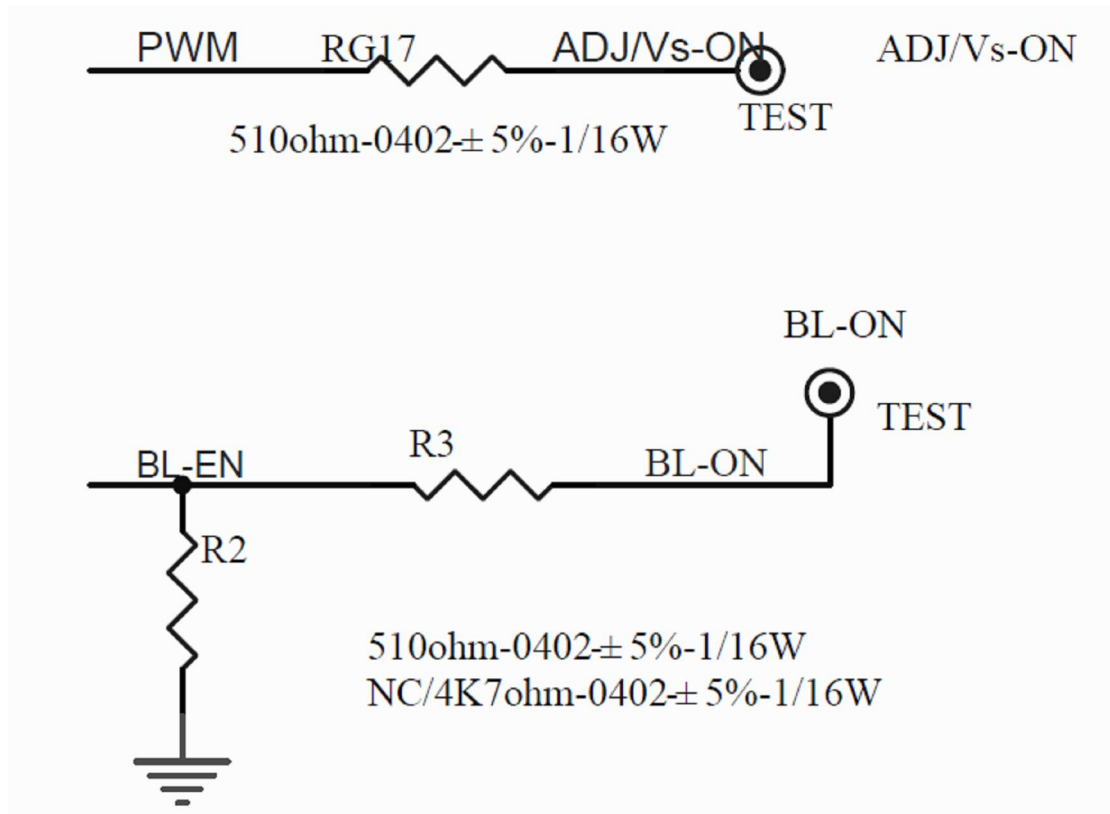 PWM RG17 ADJ/Vs-ON ADJ/Vs-ON
TEST
510ohm-0402-± 5%-1/16W
BL-ON
TEST
R3
BL-EN BL-ON
R2
510ohm-0402-± 5%-1/16W
NC/4K7ohm-0402-± 5%-1/16W